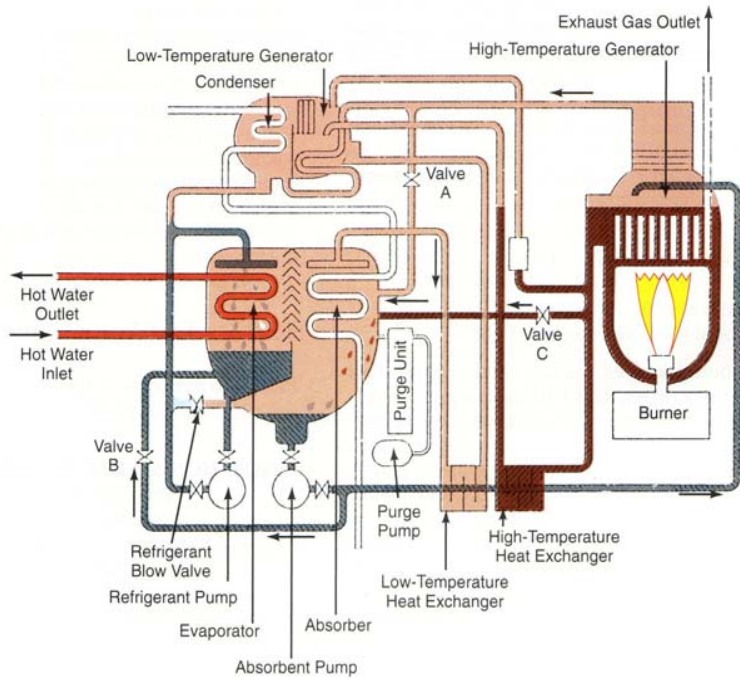 Exhaust Gas Outlet
Low-Temperature Generator
High-Temperature Generator
Condenser
Valve
A
Hot Water
Outlet
Hot Water
Inlet
Valve
C
Purge Unit
Burner
Valve
B
Purge
Pump
Refrigerant
Blow Valve
High-Temperature
Heat Exchanger
Low-Temperature
Heat Exchanger
Refrigerant Pump
Evaporator
Absorber
Absorbent Pump